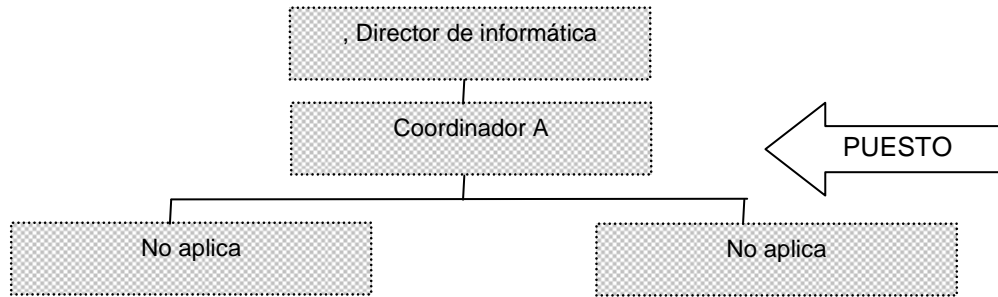 , Director de informática
Coordinador A
PUESTO
No aplica
No aplica